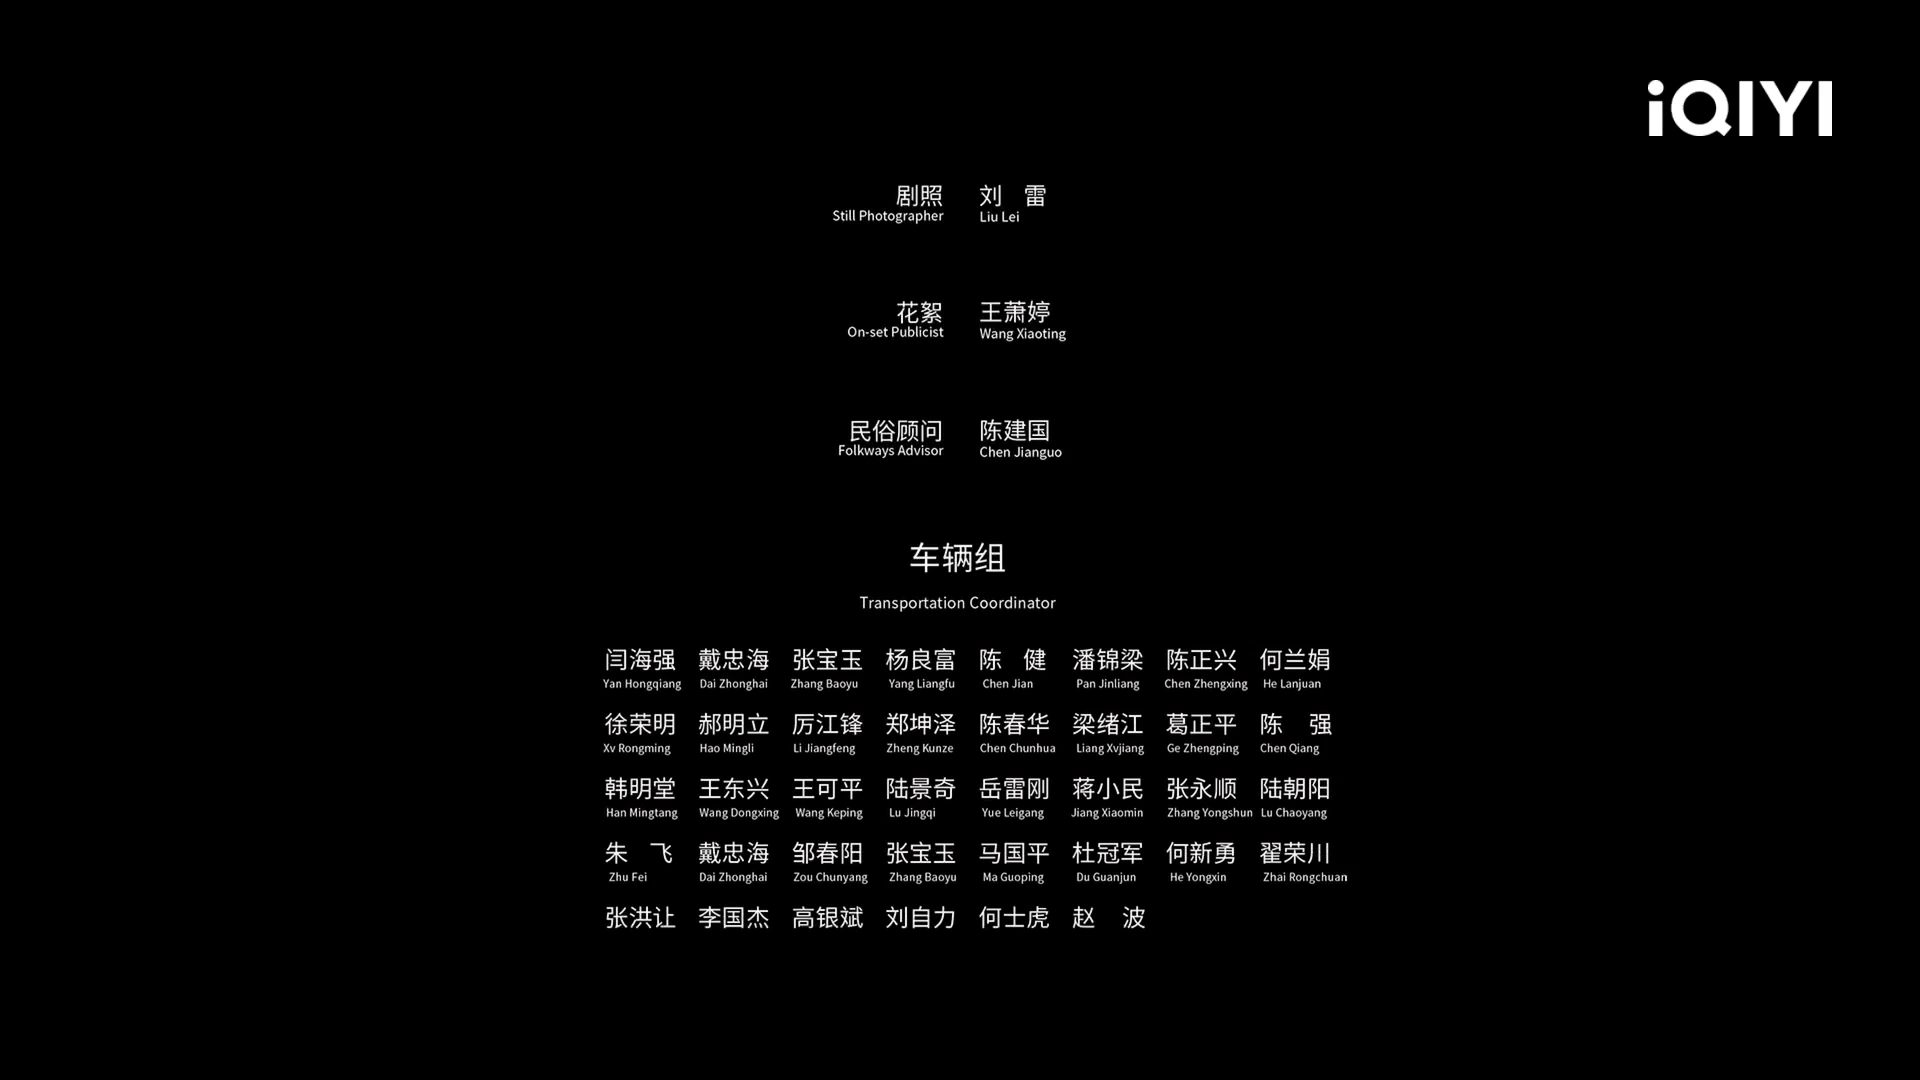 iQIYI
剧照 刘 雷
Still Photographer Liu Lei
花絮 王萧婷
On-set Publicist Wang Xiaoting
民俗顾问 陈建国
Folkways Advisor Chen Jianguo
车辆组
Transportation Coordinator
闫海强 戴忠海 张宝玉 杨良富 陈 健 潘锦梁 陈正兴 何兰娟
Yan Hongqiang Dai Zhonghai Zhang Baoyu Yang Liangfu Chen Jian Pan Jinliang Chen Zhengxing He Lanjuan
徐荣明 郝明立 厉江锋 郑坤泽 陈春华 梁绪江 葛正平 陈 强
Xv Rongming Hao Mingli Li Jiangfeng Zheng Kunze Chen Chunhua Liang Xvjiang Ge Zhengping Chen Qiang
韩明堂 王东兴 王可平 陆景奇 岳雷刚 蒋小民 张永顺 陆朝阳
Han Mingtang Wang Dongxing Wang Keping Lu Jingqi Yue Leigang Jiang Xiaomin Zhang Yongshun Lu Chaoyang
朱 飞 戴忠海 邹春阳 张宝玉 马国平 杜冠军 何新勇 翟荣川
Zhu Fei Dai Zhonghai Zou Chunyang Zhang Baoyu Ma Guoping Du Guanjun He Yongxin Zhai Rongchuan
张洪让 李国杰 高银斌 刘自力 何士虎 赵 波